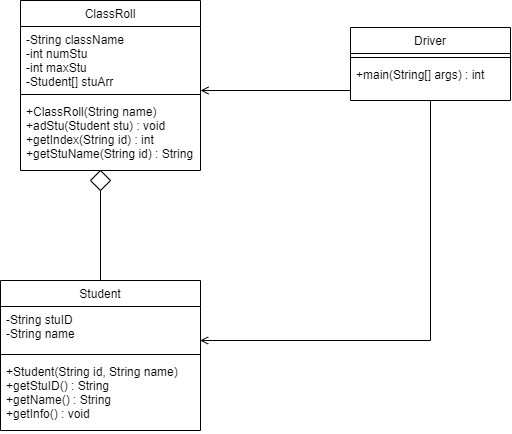 ClassRoll
-String className
-int numStu
-int maxStu
-Student[] stuArr
+ClassRoll(String name)
+adStu(Student stu) : void
+getIndex(String id) : int
+getStuName(String id) : String
Driver
+main(String[] args) : int
Student
-String stuID
-String name
+Student(String id, String name)
+getStuID() : String
+getName() : String
+getInfo() : void